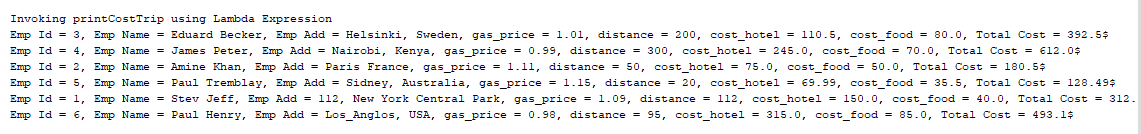 Invoking printCostTrip using Lambda Expression
Emp Id = 3, Emp Name = Eduard Becker, Emp Add = Helsinki, Sweden, gas_price = 1.01, distance = 200, cost_hotel = 110.5, cost_food = 80.0, Total Cost = 392.5$
Emp Id = 4, Emp Name = James Peter, Emp Add = Nairobi, Kenya, gas_price = 0.99, distance = 300, cost_hotel = 245.0, cost_food = 70.0, Total Cost = 612.0$
Emp Id = 2, Emp Name = Amine Khan, Emp Add = Paris France, gas_price = 1.11, distance = 50, cost_hotel = 75.0, cost_food = 50.0, Total Cost = 180.5$
Emp Id = 5, Emp Name = Paul Tremblay, Emp Add = Sidney, Australia, gas_price = 1.15, distance = 20, cost_hotel = 69.99, cost_food = 35.5, Total Cost = 128.49$
Emp Id = 1, Emp Name = Stev Jeff, Emp Add = 112, New York Central Park, gas_price = 1.09, distance = 112, cost_hotel = 150.0, cost_food = 40.0, Total Cost = 312.
Emp Id = 6, Emp Name = Paul Henry, Emp Add = Los_Anglos, USA, gas_price = 0.98, distance = 95, cost_hotel = 315.0, cost_food = 85.0, Total Cost = 493.1$